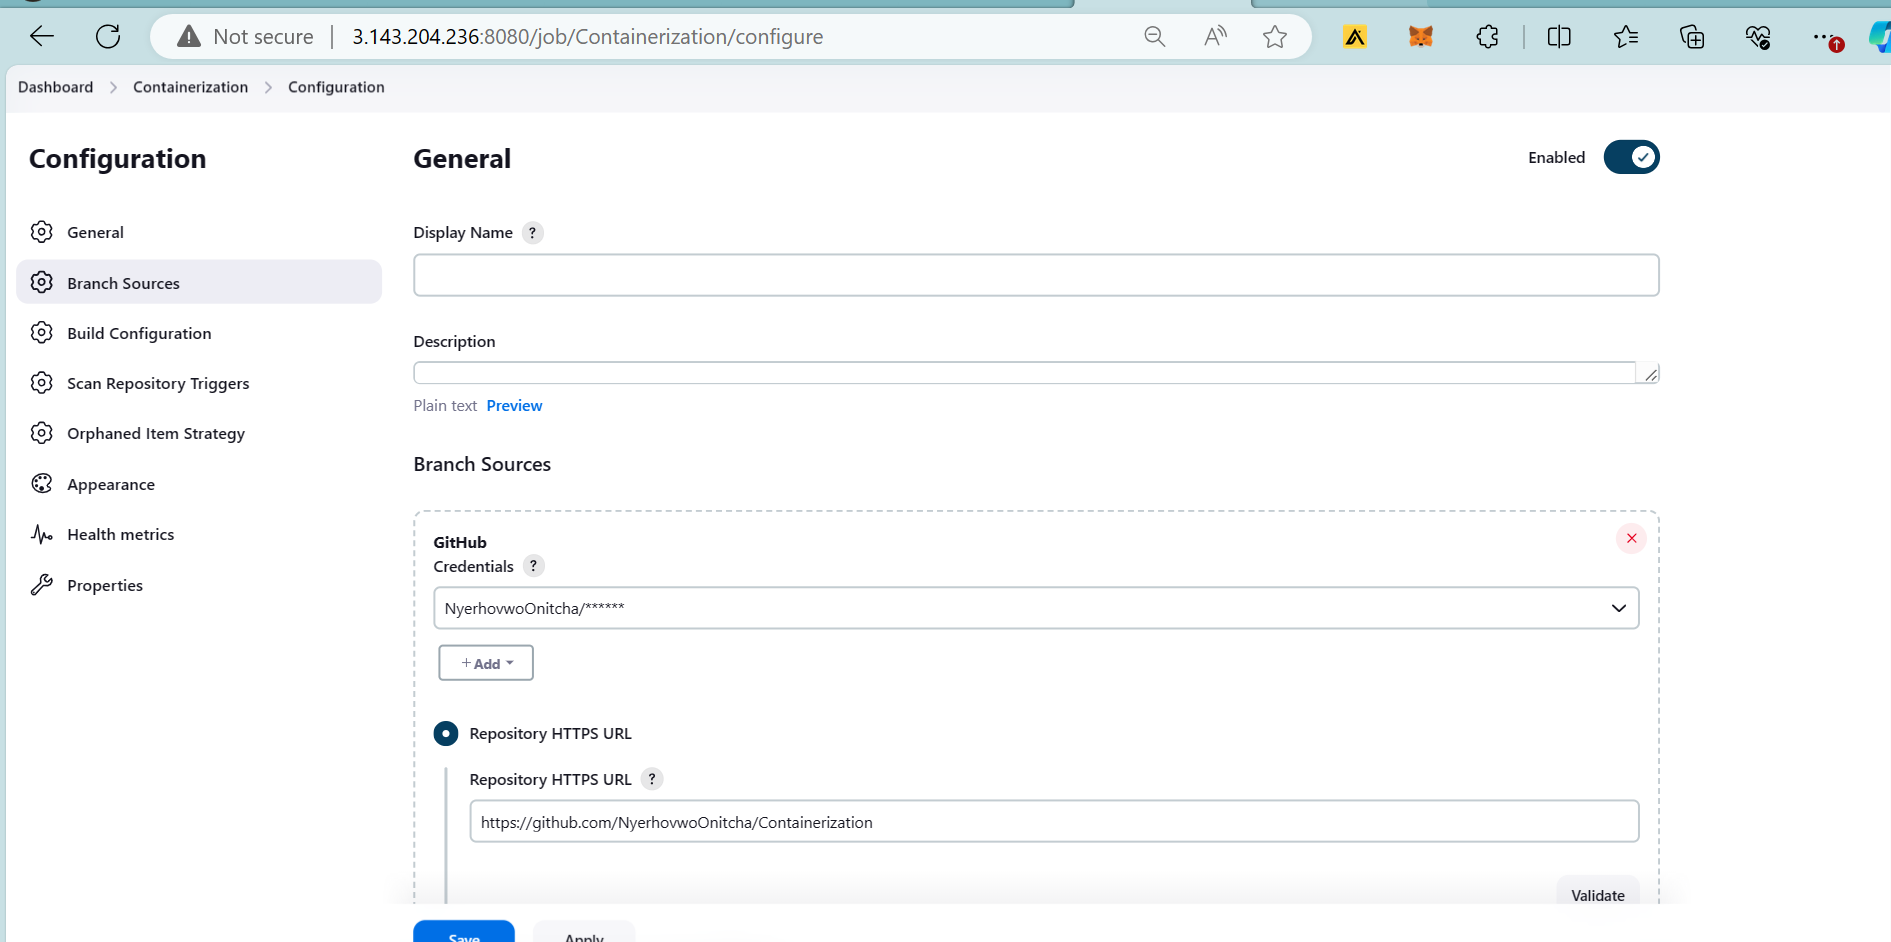 Not secure
3.143.204.236:8080/job/Containerization/configure
Dashboard > Containerization > Configuration
Configuration
General
Branch Sources
Build Configuration
Scan Repository Triggers
Orphaned Item Strategy
Appearance
Health metrics
Properties
General
Enabled
Display Name ?
Description
Plain text Preview
Branch Sources
GitHub
Credentials ?
NyerhovwoOnitcha/******
+ Add
Repository HTTPS URL
Repository HTTPS URL ?
https://github.com/NyerhovwoOnitcha/Containerization
Validate
Save
Apply